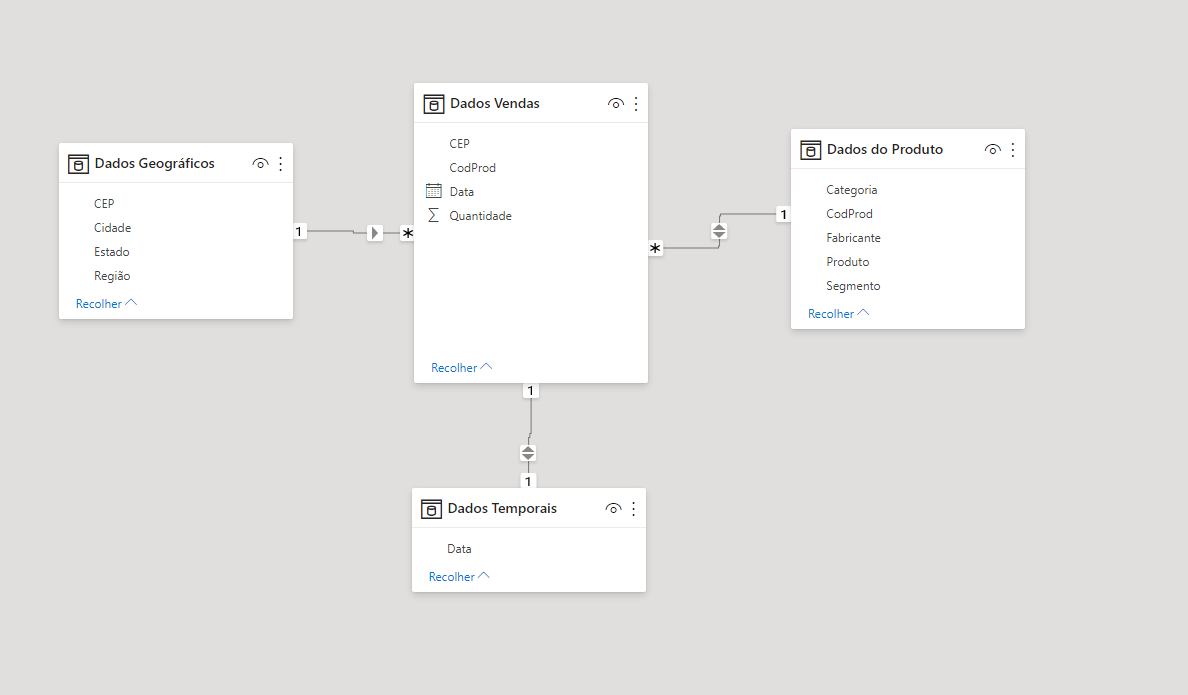 Dados Geográficos
CEP
Cidade
Estado
Região
Recolher
1
*
Dados Vendas
CEP
CodProd
Data
Σ Quantidade
Recolher
*
1
Dados do Produto
Categoria
CodProd
Fabricante
Produto
Segmento
Recolher
1
1
Dados Temporais
Data
Recolher